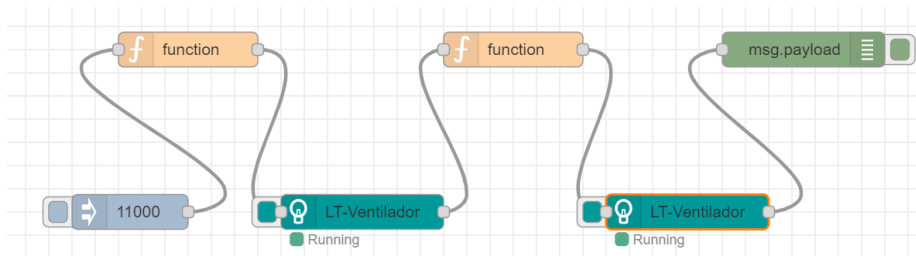 function
function
msg.payload
11000
LT-Ventilador
LT-Ventilador
Running
Running